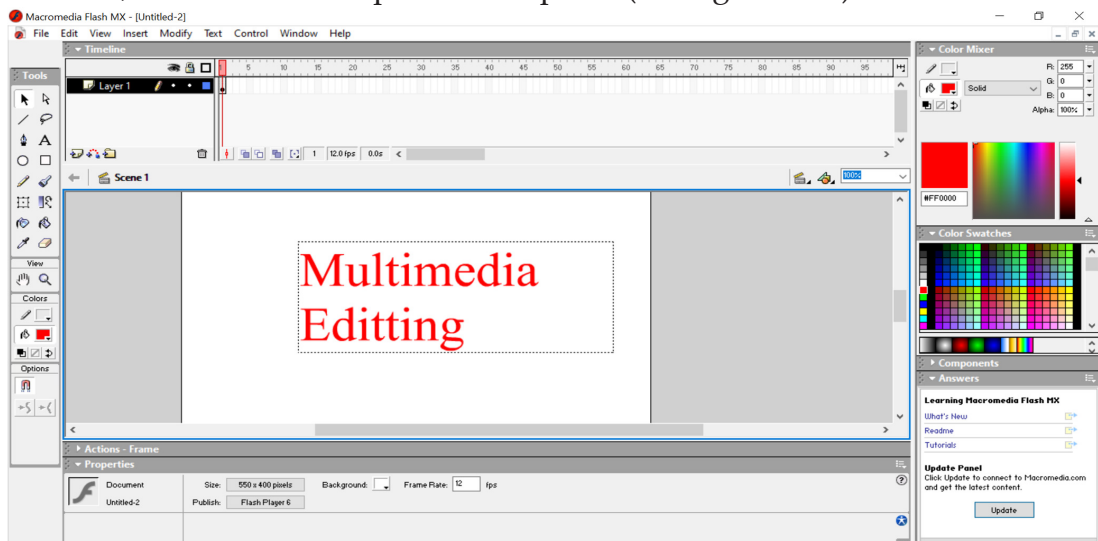 Macromedia Flash MX - [Untitled-2]
File Edit View Insert Modify Text Control Window Help
Timeline
Color Mixer
5 10 15 20 25 30 35 40 45 50 55 60 65 70 75 80 85 90 95
R: 255
G: 0
B: 0
Alpha: 100%
Solid
Tools
Layer 1
1 12.0 fps 0.0s
Scene 1
100%
#FF0000
Color Swatches
View
Colors
Options
Multimedia
Editting
Components
Answers
Learning Macromedia Flash MX
What's New
Readme
Tutorials
Update Panel
Click Update to connect to Macromedia.com
and get the latest content.
Update
Actions - Frame
Properties
Document Size: 550 x 400 pixels Background: Frame Rate: 12 fps
Untitled-2 Publish: Flash Player 6